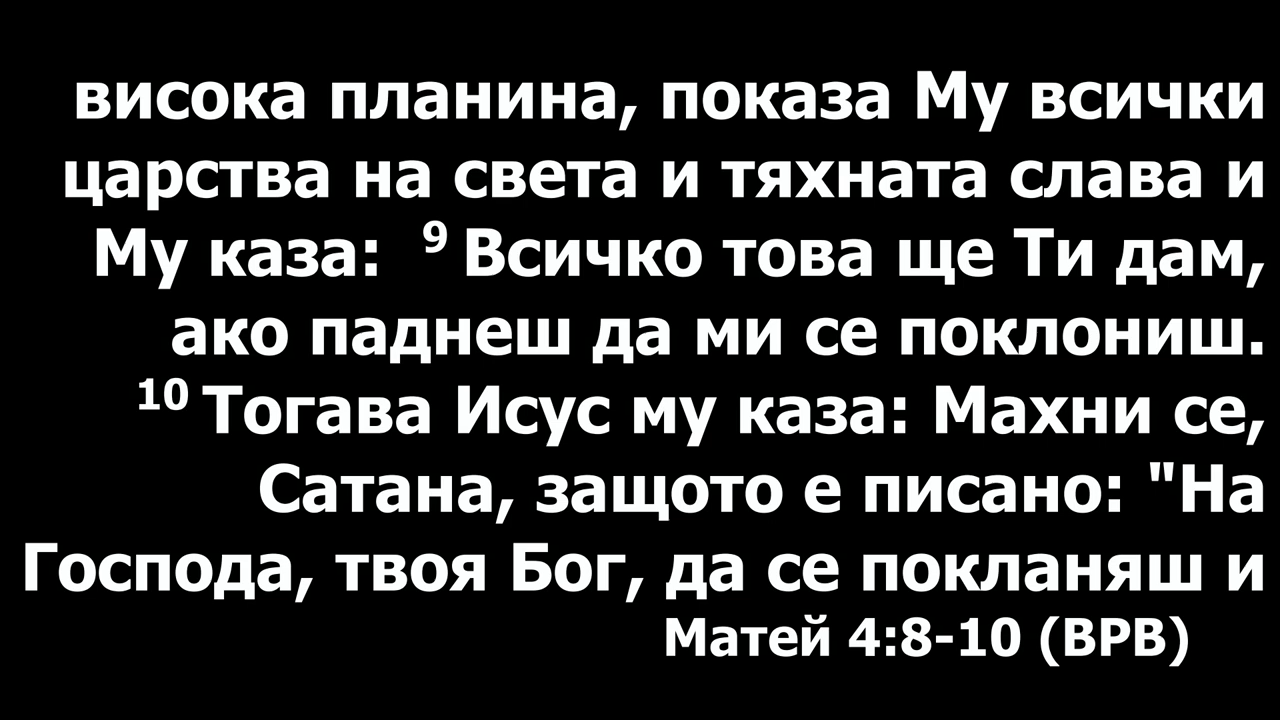 висока планина, показа Му всички
царства на света и тяхната слава и
Му каза: 9 Всичко това ще Ти дам,
ако паднеш да ми се поклониш.
10 Тогава Исус му каза: Махни се,
Сатана, защото е писано: "На
Господа, твоя Бог, да се покланяш и
Матей 4:8-10 (ВРВ)